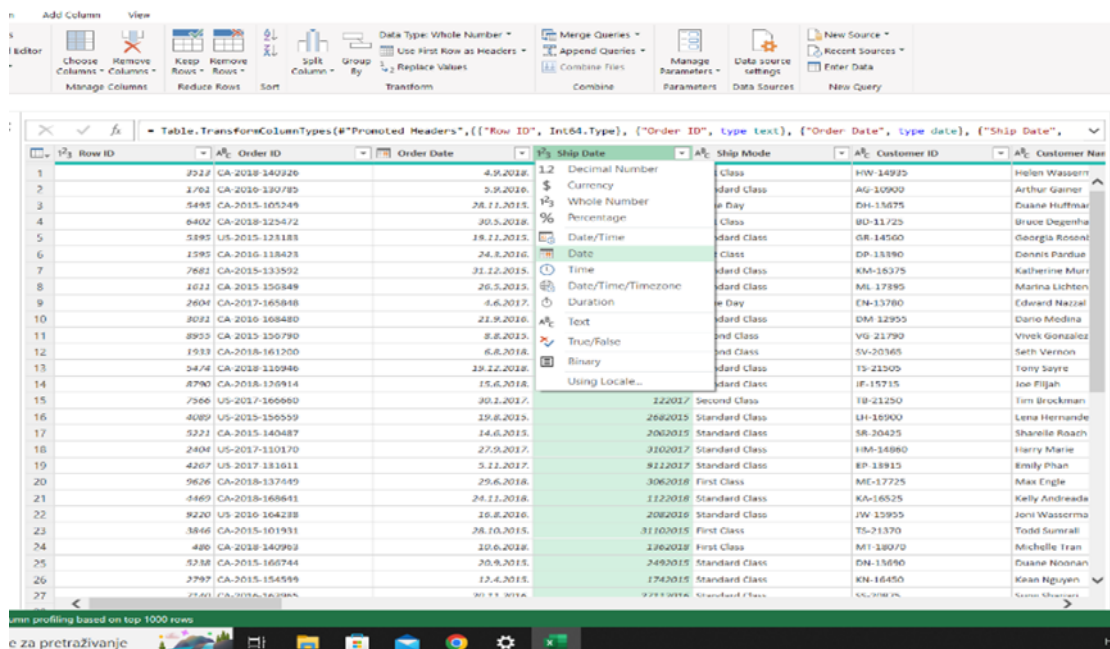 Add Column View
Editor
Choose Columns Remove Columns
Keep Rows Remove Rows
Split Column Group By
Data Type: Whole Number
Use First Row as Headers
Replace Values
Merge Queries
Append Queries
Combine Files
Manage Parameters
Data source settings
New Source
Recent Sources
Enter Data
Manage Columns Reduce Rows Sort Transform Combine Parameters Data Sources New Query
= Table.TransformColumnTypes(#"Promoted Headers",{{"Row ID", Int64.Type}, {"Order ID", type text}, {"Order Date", type date}, {"Ship Date",
Row ID Order ID Order Date Ship Date Ship Mode Customer ID Customer Nam
1.2 Decimal Number
$ Currency
123 Whole Number
% Percentage
Date/Time
Date
Time
Date/Time/Timezone
Duration
Text
True/False
Binary
Using Locale...
1 3513 CA-2018-140326 4.9.2018. Class HW-14935
2 1762 CA-2016-130785 5.9.2016. dard Class AG-10900
3 5495 CA-2015-105249 28.11.2015. e Day DH-13675 Duane Huffmar
4 6402 CA-2018-125472 30.5.2018. Class BD-11725 Bruce Degenha
5 US-2015-123183 19.11.2015. dard Class GR-14560
6 CA-2016-118423 24.3.2016. Class Dennis Pardue
7 7681 CA-2015-133592 31.12.2015. dard Class KM-16375 Katherine Murr
8 1611 CA-2015-156349 26.5.2015. dard Class ML-17395 Marina Lichten
9 2604 CA-2017-165848 4.6.2017. e Day EN-13780 Edward Nazzal
10 3031 CA-2016-168480 21.9.2016. dard Class DM-12955 Dario Medina
11 8955 CA-2015-156790 8.8.2015. ond Class VG-21790 Vivek Gonzalez
12 1933 CA-2018-161200 6.8.2018. ond Class SV-20365 Seth Vernon
13 5474 CA-2018-116946 19.12.2018. dard Class TS-21505 Tony Sayre
14 8790 CA-2018-126914 15.6.2018. dard Class JE-15715
15 7566 US-2017-166660 30.1.2017. 122017 Second Class TB-21250 Tim Brockman
16 4089 US-2015-156559 19.8.2015. 2682015 Standard Class LH-16900 Lena Hernande
17 5221 CA-2015-140487 14.6.2015. 2062015 Standard Class SR-20425 Sharelle Roach
18 2404 US-2017-110170 27.9.2017. 3102017 Standard Class HM-14860 Harry Marie
19 4267 US-2017-131611 5.11.2017. 9112017 Standard Class EP-13915 Emily Phan
20 9626 CA-2018-137449 29.6.2018. 3062018 First Class ME-17725 Max Engle
21 4469 CA-2018-168641 24.11.2018. 1122018 Standard Class KA-16525 Kelly Andreada
22 9220 US-2016-164238 16.8.2016. 2082016 Standard Class JW-15955 Joni Wasserma
23 3846 CA-2015-101931 28.10.2015. 31102015 First Class TS-21370 Todd Sumrall
24 486 CA-2018-140963 10.6.2018. 1362018 First Class MT-18070 Michelle Tran
25 5238 CA-2015-166744 20.9.2015. 2492015 Standard Class DN-13690 Duane Noonan
26 2797 CA-2015-154599 12.4.2015. 1742015 Standard Class KN-16450 Kean Nguyen
27
umn profiling based on top 1000 rows
e za pretraživanje